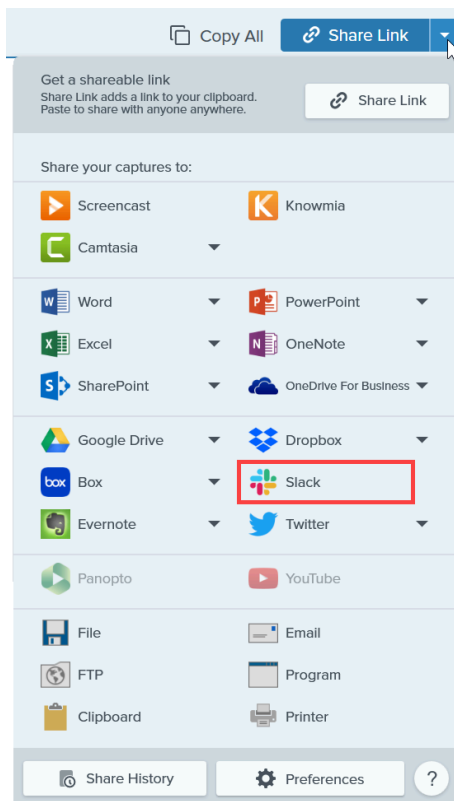 Copy All
Share Link
Get a shareable link
Share Link adds a link to your clipboard.
Paste to share with anyone anywhere.
Share Link
Share your captures to:
Screencast
Knowmia
Camtasia
W
Word
P
PowerPoint
X
Excel
N
OneNote
S
SharePoint
OneDrive For Business
Google Drive
Dropbox
box
Box
Slack
Evernote
Twitter
Panopto
YouTube
File
Email
FTP
Program
Clipboard
Printer
Share History
Preferences
?